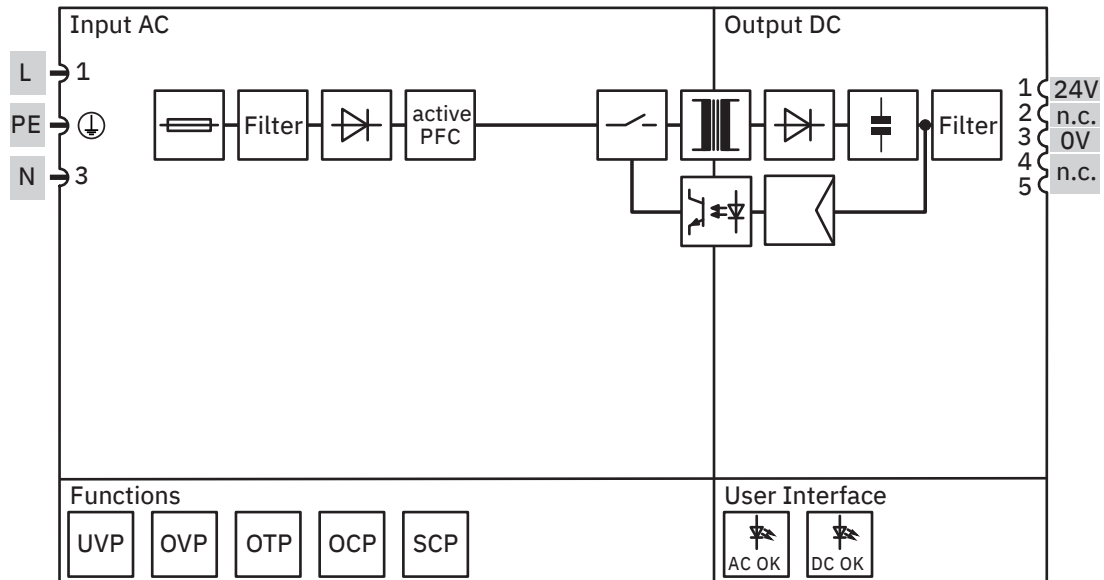 Input AC
Output DC
L
1
PE
N
3
Filter
active
PFC
Filter
1
24V
2
n.c.
3
0V
4
n.c.
5
Functions
UVP
OVP
OTP
OCP
SCP
User Interface
AC OK
DC OK